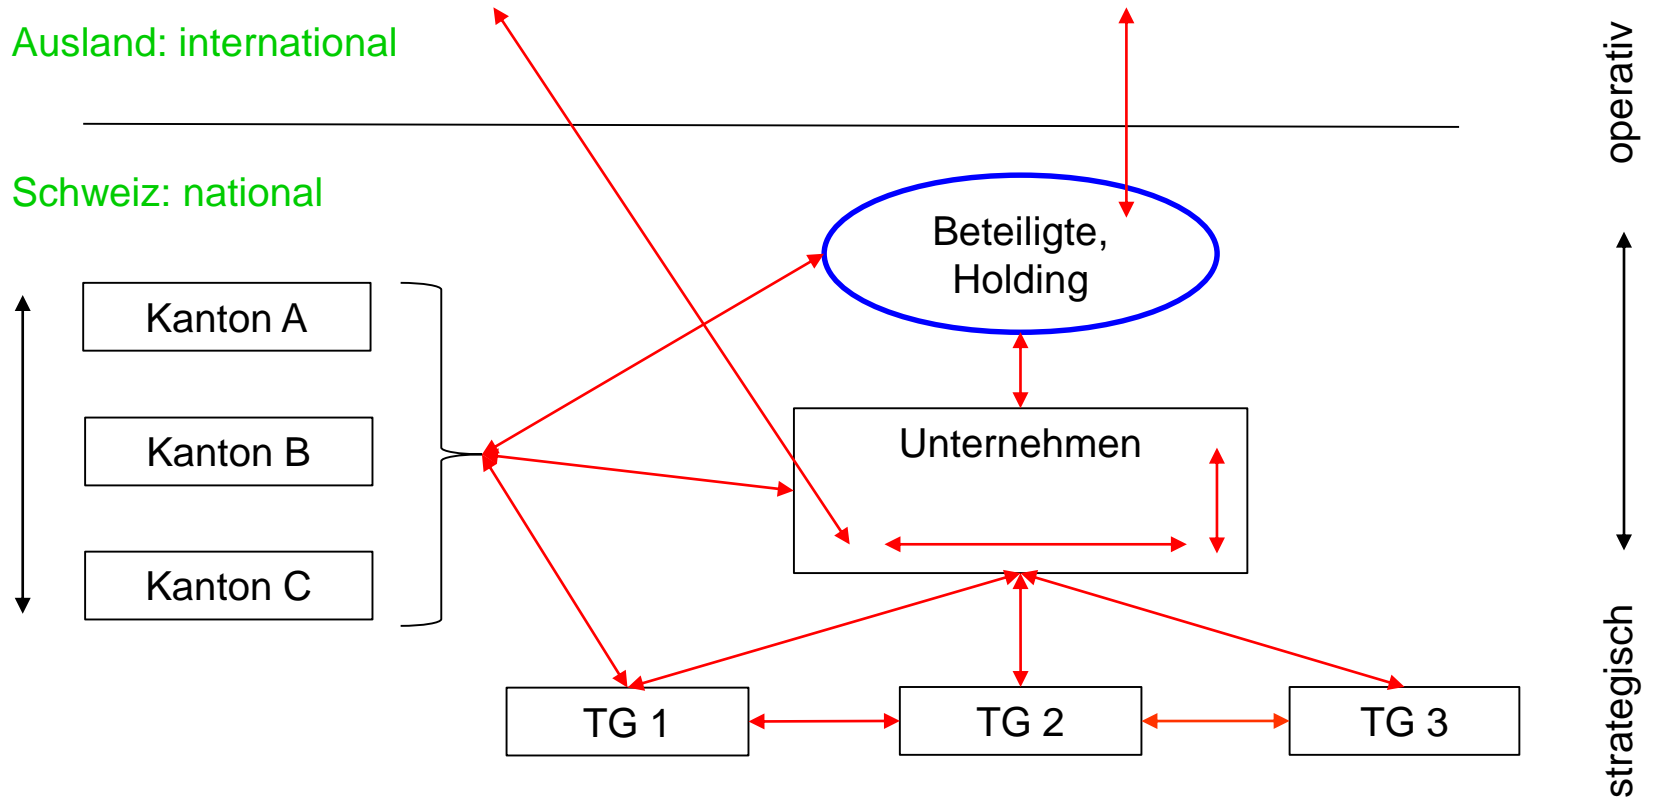 Ausland: international
operativ
Schweiz: national
Beteiligte,
Holding
Kanton A
Kanton B
Kanton C
Unternehmen
TG 1
TG 2
TG 3
strategisch